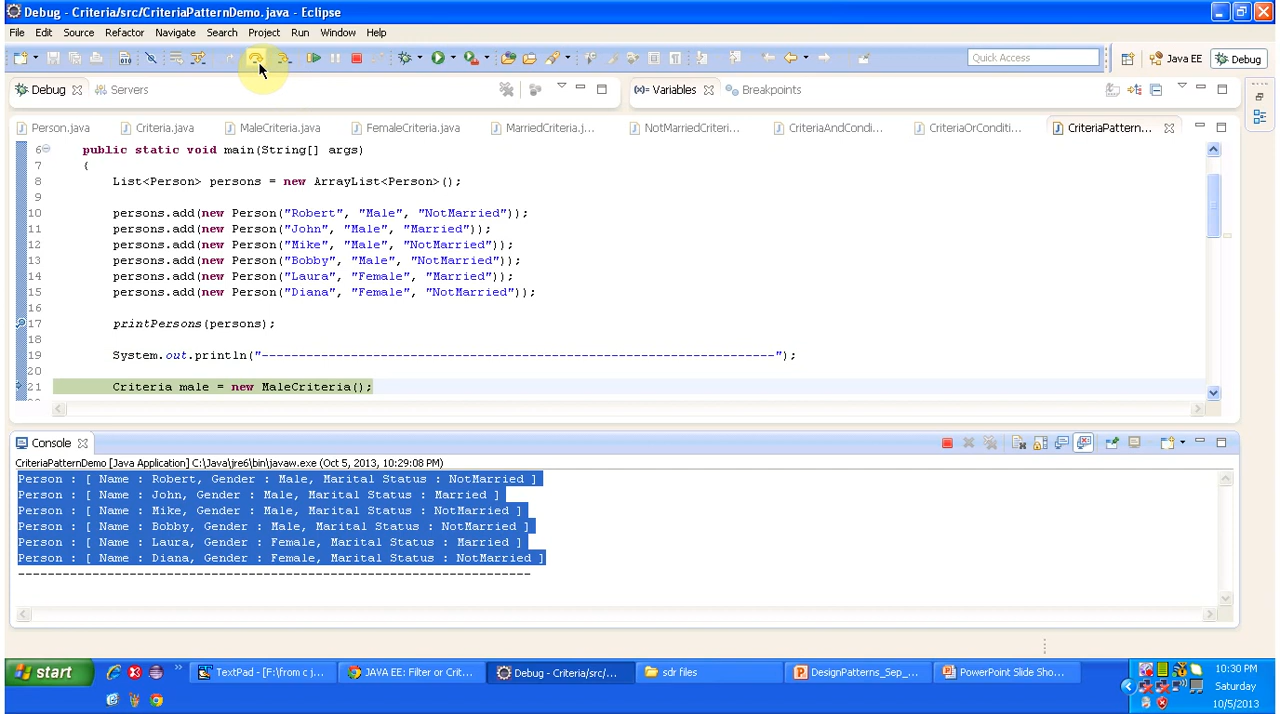 Debug - Criteria/src/CriteriaPatternDemo.java - Eclipse
File Edit Source Refactor Navigate Search Project Run Window Help
Quick Access Java EE Debug
Debug Servers (x)= Variables Breakpoints
Person.java Criteria.java MaleCriteria.java FemaleCriteria.java MarriedCriteria.j... NotMarriedCriteri... CriteriaAndCondi... CriteriaOrConditi... CriteriaPattern...
6 public static void main(String[] args)
7 {
8 List<Person> persons = new ArrayList<Person>();
9
10 persons.add(new Person("Robert", "Male", "NotMarried"));
11 persons.add(new Person("John", "Male", "Married"));
12 persons.add(new Person("Mike", "Male", "NotMarried"));
13 persons.add(new Person("Bobby", "Male", "NotMarried"));
14 persons.add(new Person("Laura", "Female", "Married"));
15 persons.add(new Person("Diana", "Female", "NotMarried"));
16
17 printPersons(persons);
18
19 System.out.println("---------------------------------------------------------------------");
20
21 Criteria male = new MaleCriteria();
Console
CriteriaPatternDemo [Java Application] C:\Java\jre6\bin\javaw.exe (Oct 5, 2013, 10:29:08 PM)
Person : [ Name : Robert, Gender : Male, Marital Status : NotMarried ]
Person : [ Name : John, Gender : Male, Marital Status : Married ]
Person : [ Name : Mike, Gender : Male, Marital Status : NotMarried ]
Person : [ Name : Bobby, Gender : Male, Marital Status : NotMarried ]
Person : [ Name : Laura, Gender : Female, Marital Status : Married ]
Person : [ Name : Diana, Gender : Female, Marital Status : NotMarried ]
---------------------------------------------------------------------
start TextPad - [F:\from c j... JAVA EE: Filter or Crit... Debug - Criteria/src/... sdr files DesignPatterns_Sep_... PowerPoint Slide Sho... 10:30 PM
Saturday
10/5/2013